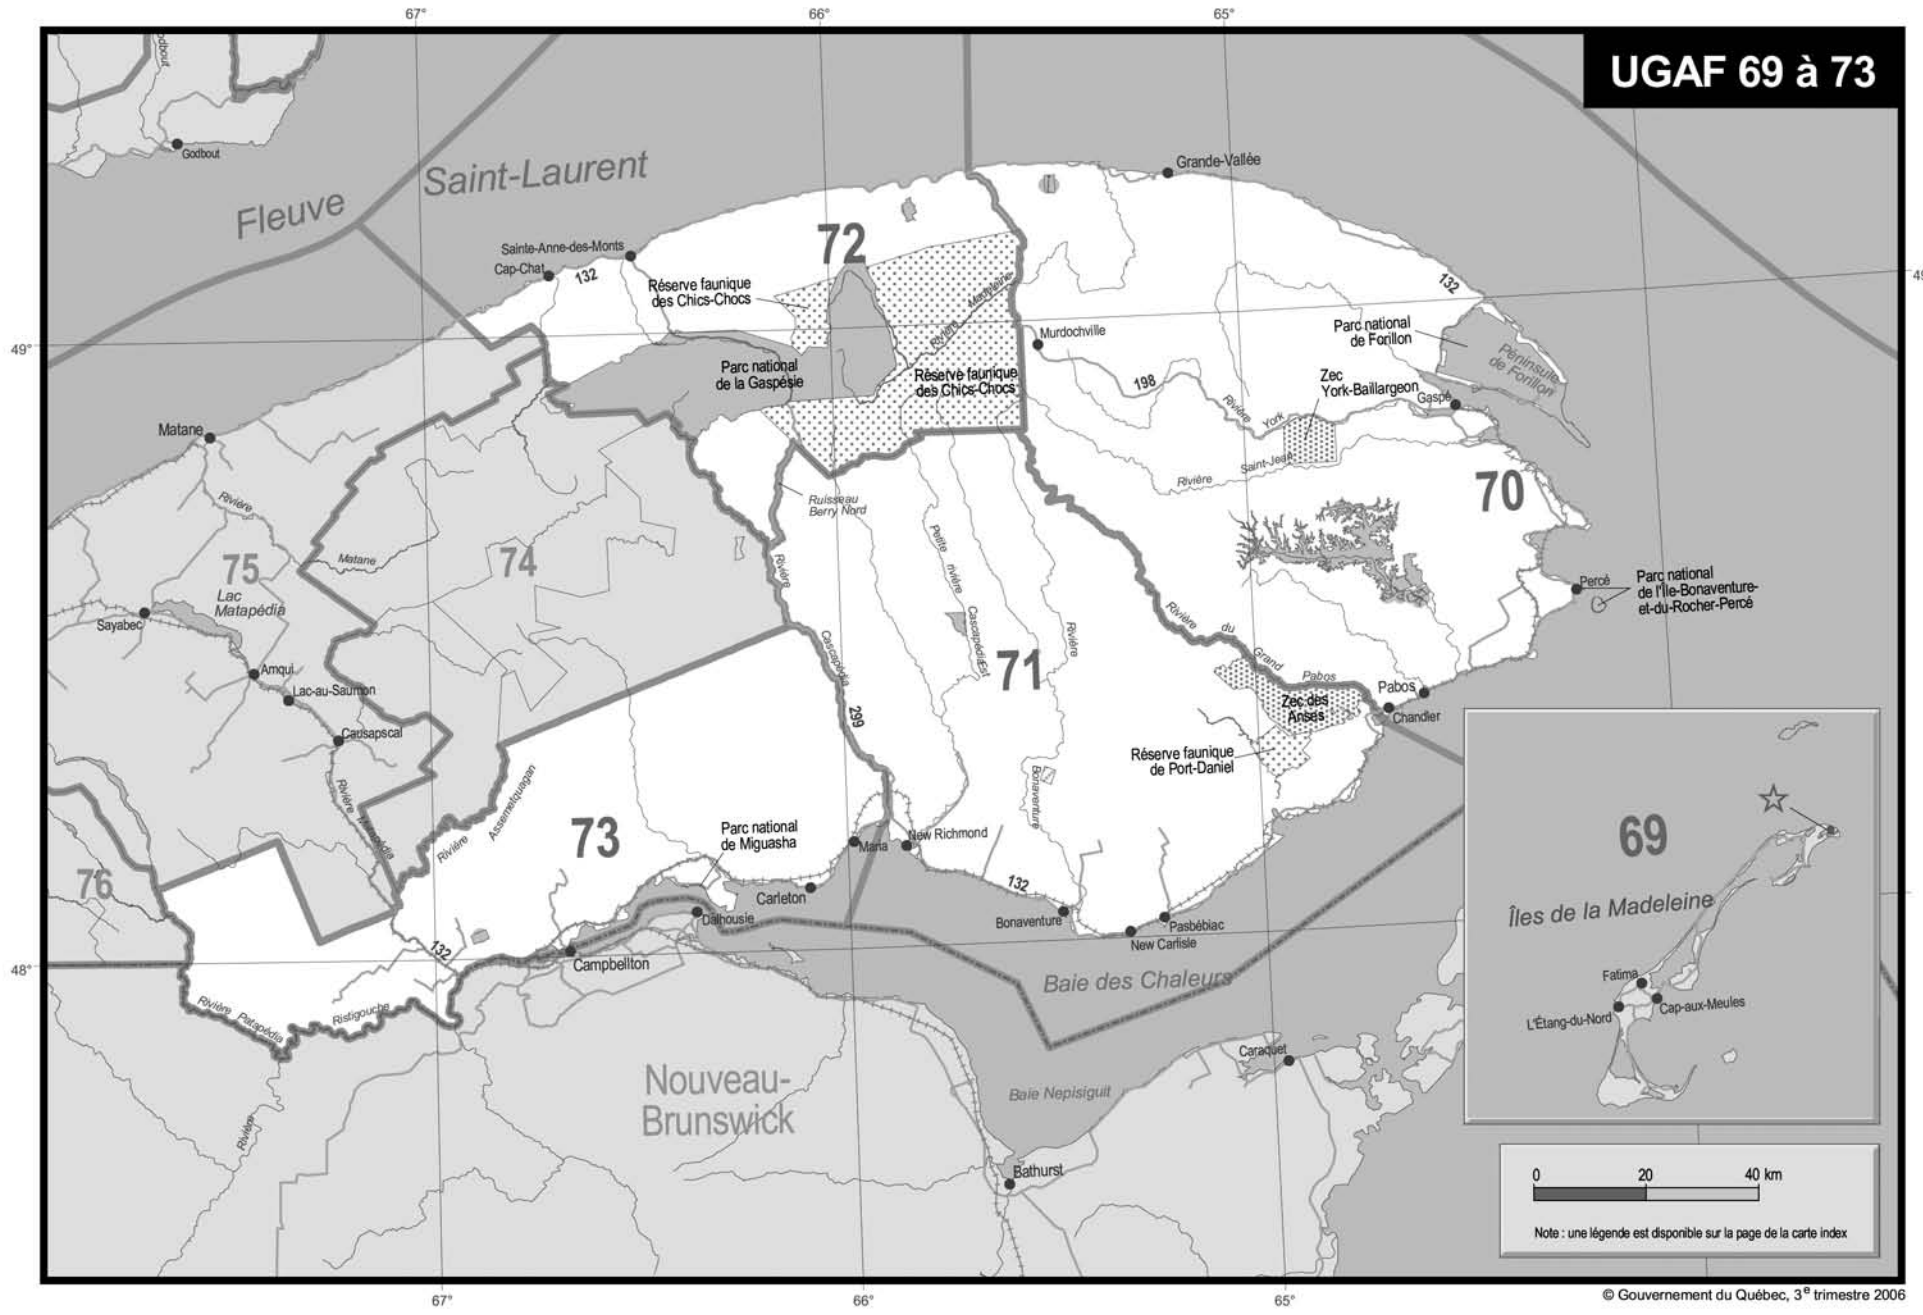 67°
66°
65°
UGAF 69 à 73
Godbout
Godbout
Fleuve
Saint-Laurent
Grande-Vallée
Sainte-Anne-des-Monts
Cap-Chat
132
72
Réserve faunique
des Chics-Chocs
Rivière Madeleine
132
49°
49
Murdochville
Parc national
de Forillon
Péninsule
de Forillon
Parc national
de la Gaspésie
Réserve faunique
des Chics-Chocs
198
Zec
York-Baillargeon
Gaspé
Rivière York
Matane
Rivière Saint-Jean
70
Rivière
Matane
Ruisseau
Berry Nord
75
74
Lac
Matapédia
Sayabec
Petite rivière Cascapédia Est
Rivière Cascapédia
Percé
Parc national
de l'Île-Bonaventure-
et-du-Rocher-Percé
Rivière du Grand Pabos
Amqui
Lac-au-Saumon
Causapscal
71
Rivière
Bonaventure
299
Zec des
Anses
Pabos
Chandler
Réserve faunique
de Port-Daniel
Rivière Matapédia
Rivière Assemetquagan
73
Parc national
de Miguasha
Maria
New Richmond
76
Carleton
Dalhousie
132
Bonaventure
Pasbébiac
New Carlisle
132
Campbellton
48°
Baie des Chaleurs
Rivière Patapédia
Ristigouche
Nouveau-
Brunswick
Rivière
Caraquet
Baie Nepisiguit
Bathurst
69
Îles de la Madeleine
Fatima
Cap-aux-Meules
L'Étang-du-Nord
0 20 40 km
Note : une légende est disponible sur la page de la carte index
67°
66°
65°
© Gouvernement du Québec, 3e trimestre 2006